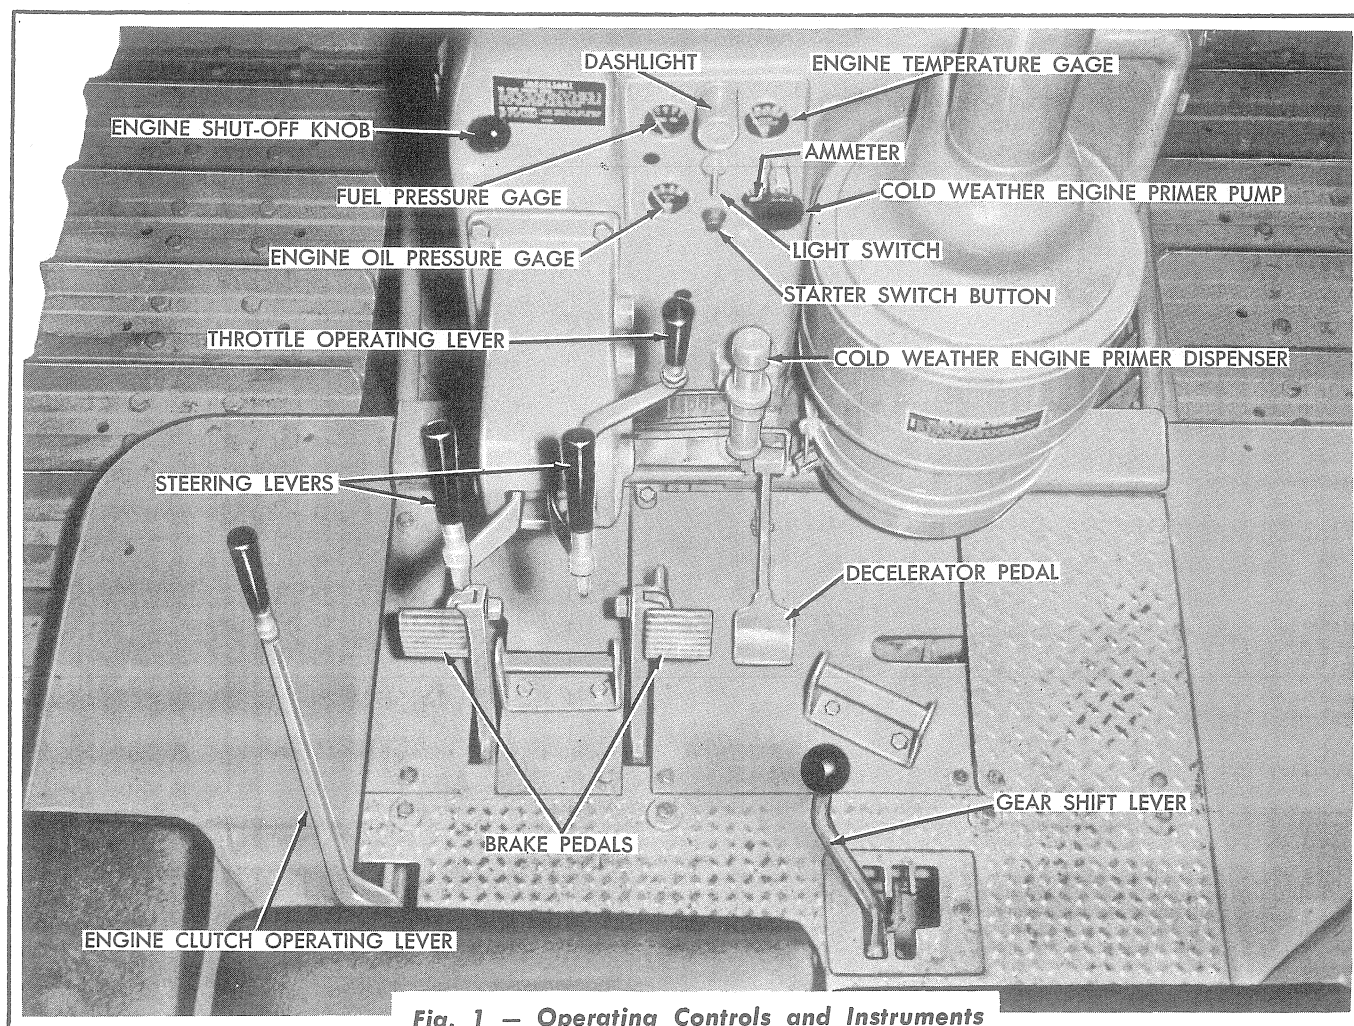 DASHLIGHT
ENGINE TEMPERATURE GAGE
ENGINE SHUT-OFF KNOB
AMMETER
FUEL PRESSURE GAGE
COLD WEATHER ENGINE PRIMER PUMP
ENGINE OIL PRESSURE GAGE
LIGHT SWITCH
STARTER SWITCH BUTTON
THROTTLE OPERATING LEVER
COLD WEATHER ENGINE PRIMER DISPENSER
STEERING LEVERS
DECELERATOR PEDAL
GEAR SHIFT LEVER
BRAKE PEDALS
ENGINE CLUTCH OPERATING LEVER
Fig. 1 — Operating Controls and Instruments